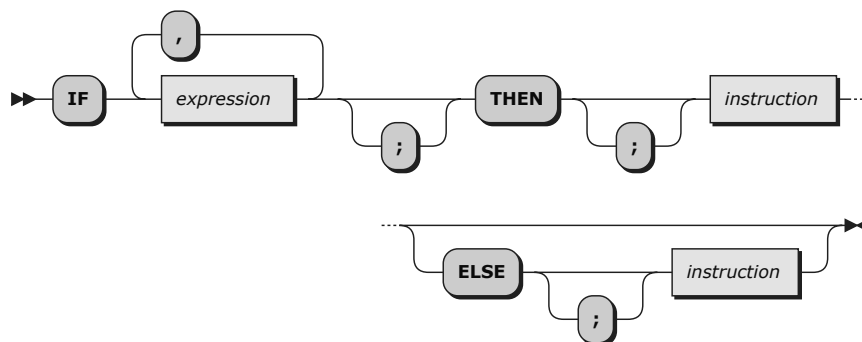 ,
IF expression ; THEN ; instruction
ELSE ; instruction